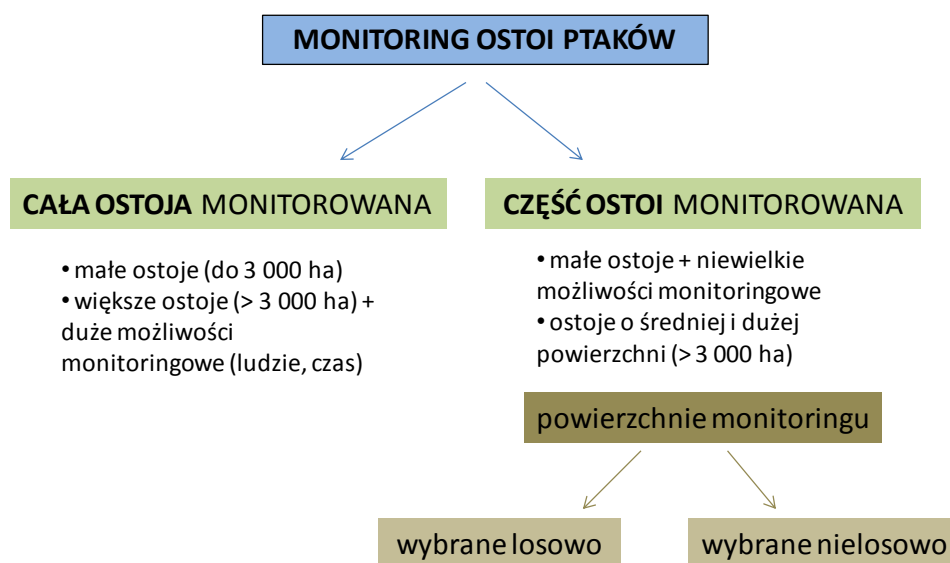 MONITORING OSTOI PTAKÓW
CAŁA OSTOJA MONITOROWANA
• małe ostoje (do 3 000 ha)
• większe ostoje (> 3 000 ha) +
duże możliwości
monitoringowe (ludzie, czas)
CZĘŚĆ OSTOI MONITOROWANA
• małe ostoje + niewielkie
możliwości monitoringowe
• ostoje o średniej i dużej
powierzchni (> 3 000 ha)
powierzchnie monitoringu
wybrane losowo
wybrane nielosowo